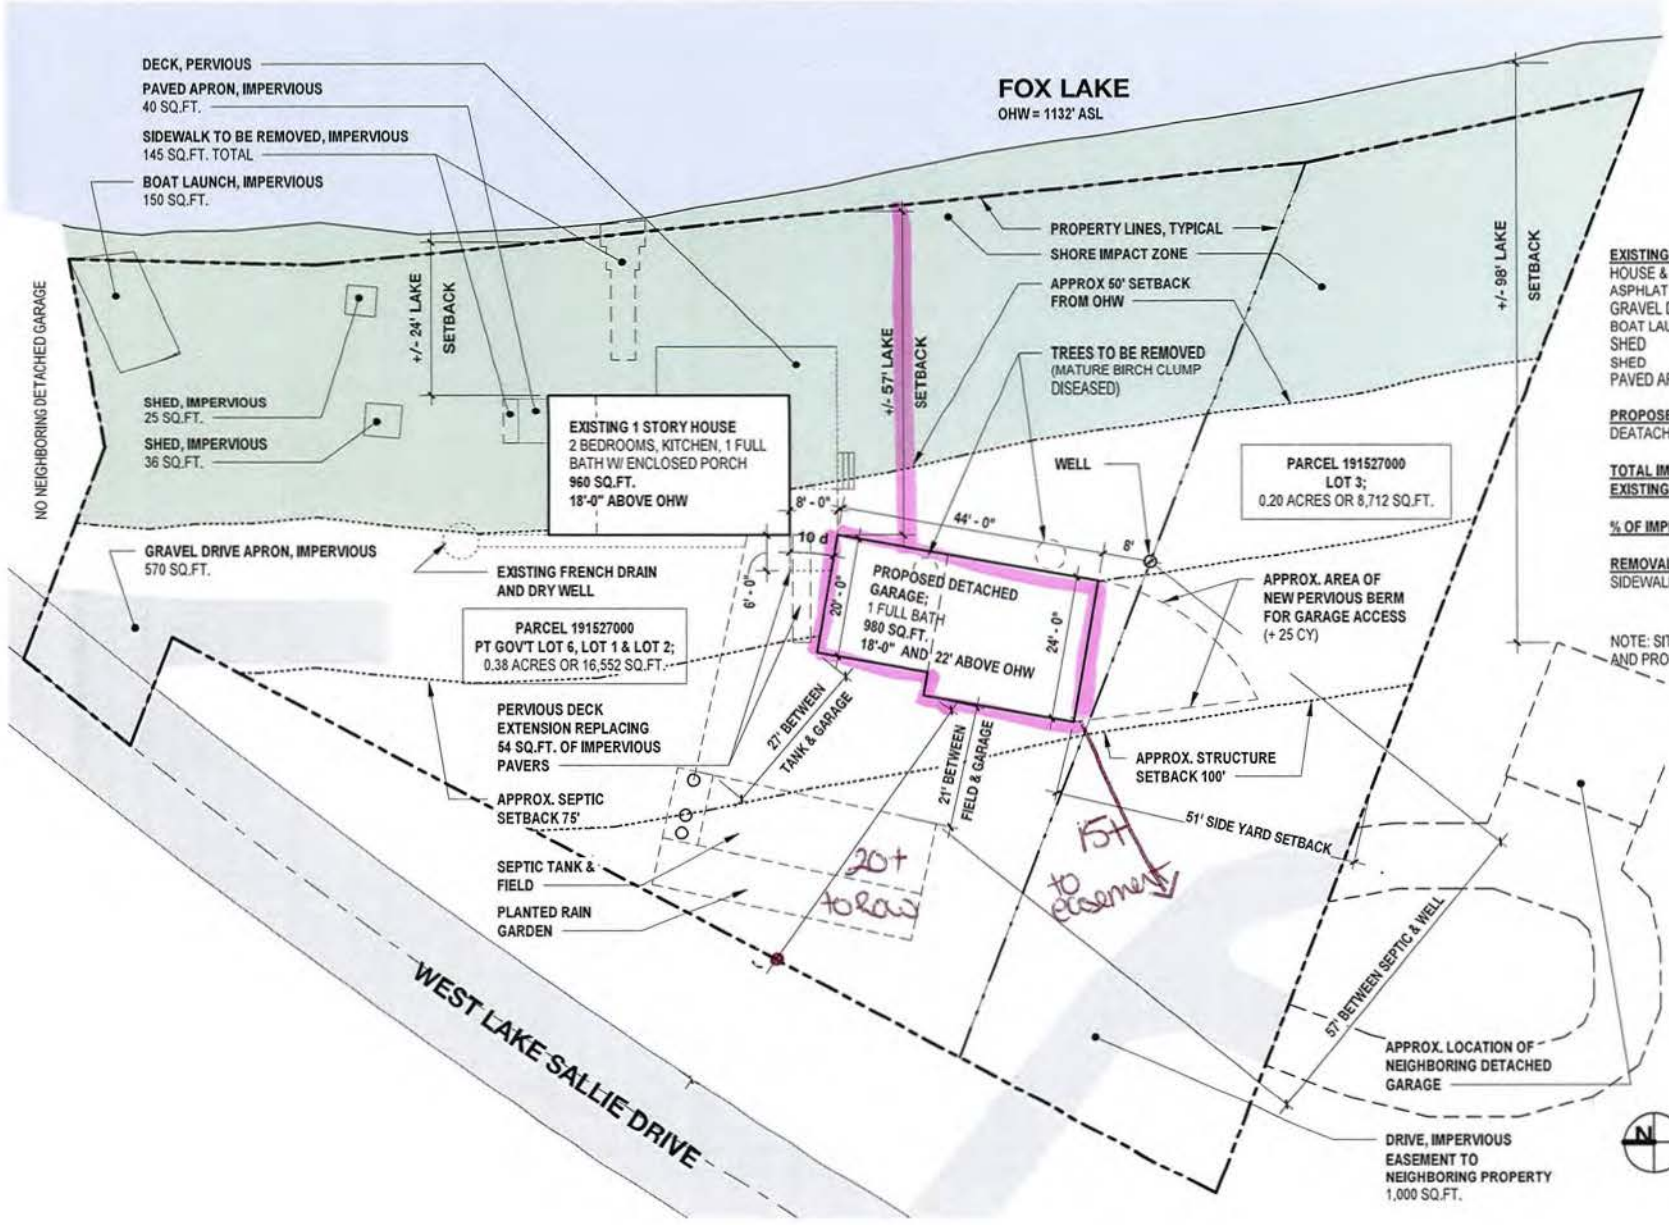 DECK, PERVIOUS
PAVED APRON, IMPERVIOUS
40 SQ.FT.
SIDEWALK TO BE REMOVED, IMPERVIOUS
145 SQ.FT. TOTAL
BOAT LAUNCH, IMPERVIOUS
150 SQ.FT.
FOX LAKE
OHW = 1132' ASL
PROPERTY LINES, TYPICAL
SHORE IMPACT ZONE
APPROX 50' SETBACK
FROM OHW
TREES TO BE REMOVED
(MATURE BIRCH CLUMP
DISEASED)
+/- 98' LAKE
SETBACK
+/- 24' LAKE
SETBACK
+/- 57' LAKE
SETBACK
NO NEIGHBORING DETACHED GARAGE
SHED, IMPERVIOUS
25 SQ.FT.
SHED, IMPERVIOUS
36 SQ.FT.
EXISTING 1 STORY HOUSE
2 BEDROOMS, KITCHEN, 1 FULL
BATH W/ ENCLOSED PORCH
960 SQ.FT.
18'-0" ABOVE OHW
WELL
PARCEL 191527000
LOT 3;
0.20 ACRES OR 8,712 SQ.FT.
EXISTING
HOUSE &
ASPHLAT
GRAVEL D
BOAT LAU
SHED
SHED
PAVED AP
PROPOSE
DEATACH
TOTAL IM
EXISTING
% OF IMP
REMOVAL
SIDEWAL
NOTE: SIT
AND PRO
8'-0"
44'-0"
8'
10 d
6'-0"
20'-0"
24'-0"
PROPOSED DETACHED
GARAGE;
1 FULL BATH
980 SQ.FT.
18'-0" AND 22' ABOVE OHW
GRAVEL DRIVE APRON, IMPERVIOUS
570 SQ.FT.
EXISTING FRENCH DRAIN
AND DRY WELL
PARCEL 191527000
PT GOV'T LOT 6, LOT 1 & LOT 2;
0.38 ACRES OR 16,552 SQ.FT.
APPROX. AREA OF
NEW PERVIOUS BERM
FOR GARAGE ACCESS
(+ 25 CY)
PERVIOUS DECK
EXTENSION REPLACING
54 SQ.FT. OF IMPERVIOUS
PAVERS
27' BETWEEN
TANK & GARAGE
21' BETWEEN
FIELD & GARAGE
APPROX. STRUCTURE
SETBACK 100'
51' SIDE YARD SETBACK
APPROX. SEPTIC
SETBACK 75'
SEPTIC TANK &
FIELD
PLANTED RAIN
GARDEN
20+
to Row
15+
to
easement
57' BETWEEN SEPTIC & WELL
WEST LAKE SALLIE DRIVE
APPROX. LOCATION OF
NEIGHBORING DETACHED
GARAGE
DRIVE, IMPERVIOUS
EASEMENT TO
NEIGHBORING PROPERTY
1,000 SQ.FT.
N